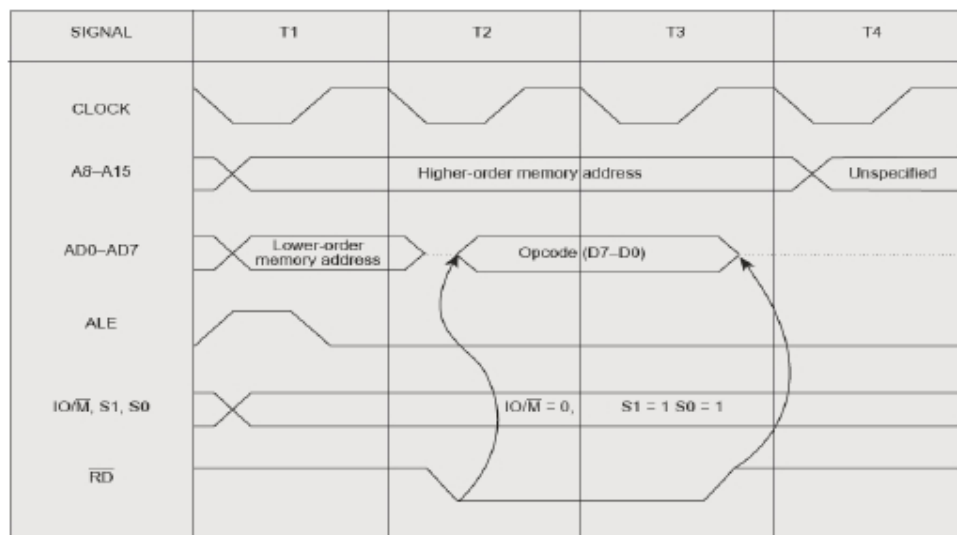 SIGNAL T1 T2 T3 T4
CLOCK
A8–A15 Higher-order memory address Unspecified
AD0–AD7 Lower-order memory address Opcode (D7–D0)
ALE
IO/M̅, S1, S0 IO/M̅ = 0, S1 = 1 S0 = 1
R̅D̅